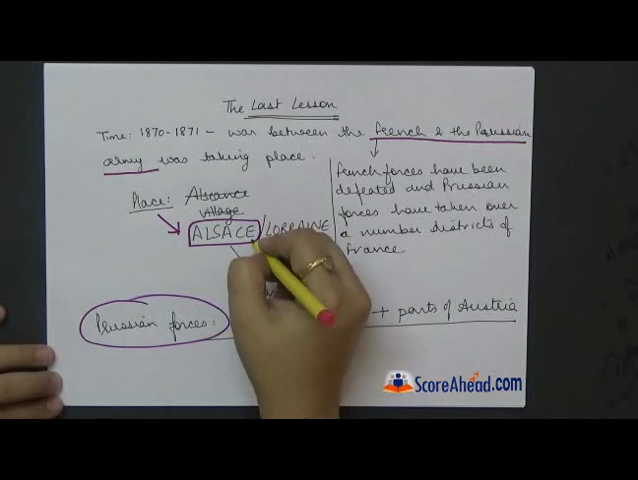 The Last Lesson
Time: 1870-1871 - war between the French & the Prussian
army was taking place.
Place: Alsance
Village
ALSACE/LORRAINE
French forces have been
defeated and Prussian
forces have taken over
a number districts of
France
Prussian forces:
+ parts of Austria
ScoreAhead.com